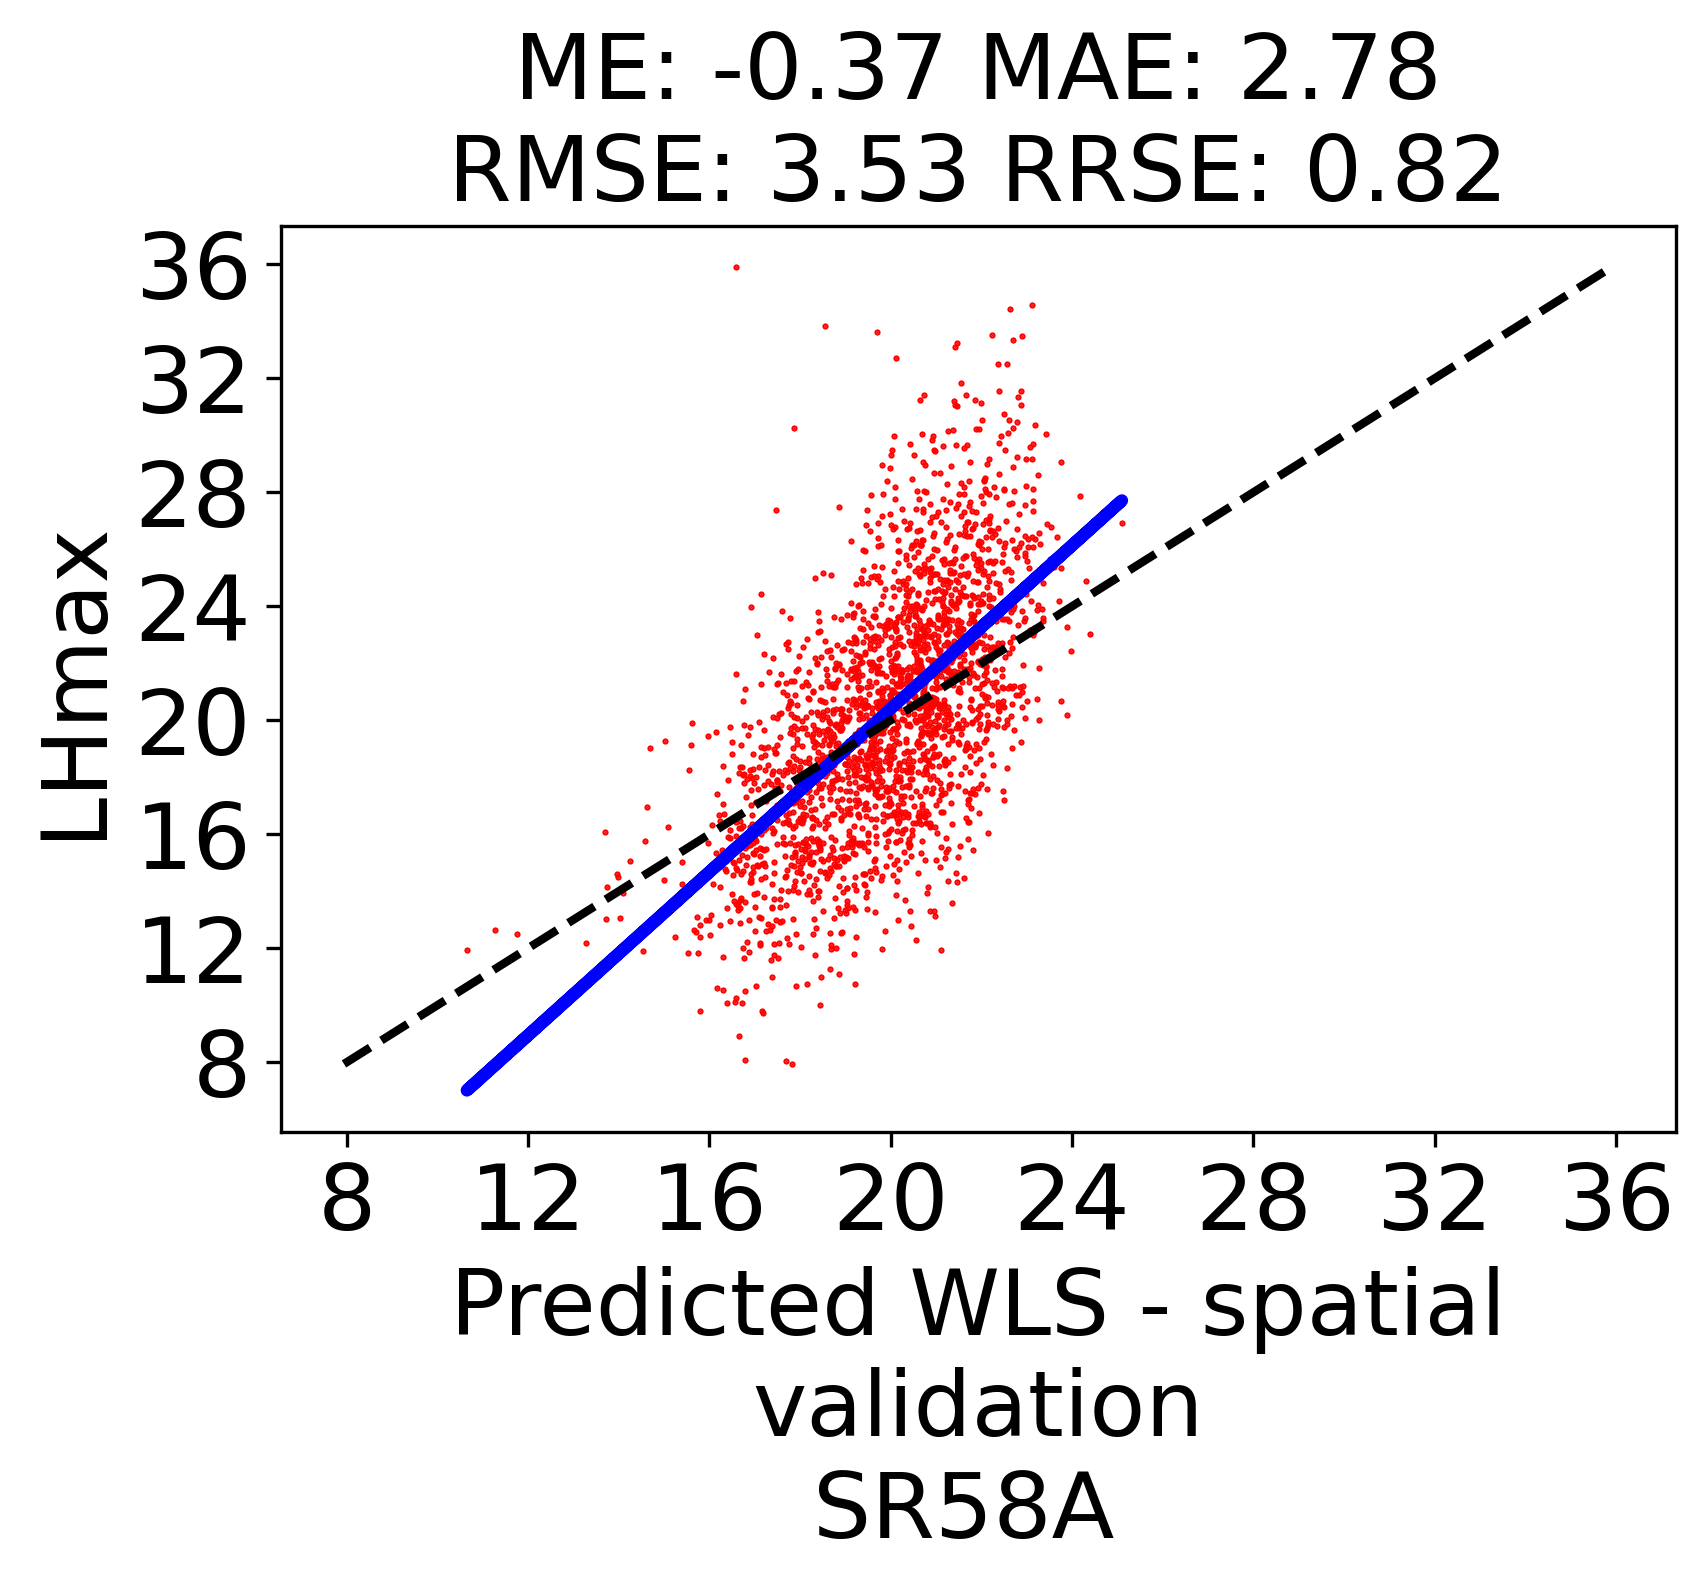 ME: -0.37 MAE: 2.78
RMSE: 3.53 RRSE: 0.82
36
32
28
24
20
16
12
8
LHmax
8 12 16 20 24 28 32 36
Predicted WLS - spatial
validation
SR58A